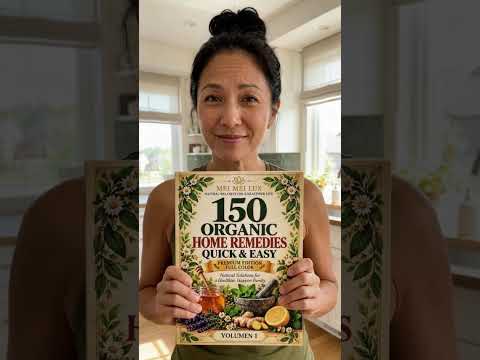 MEI MEI LUX
150
ORGANIC
HOME REMEDIES
QUICK & EASY
PREMIUM EDITION
FULL COLOR
Natural Solutions for
a Healthier, Happier Family
VOLUMEN 1